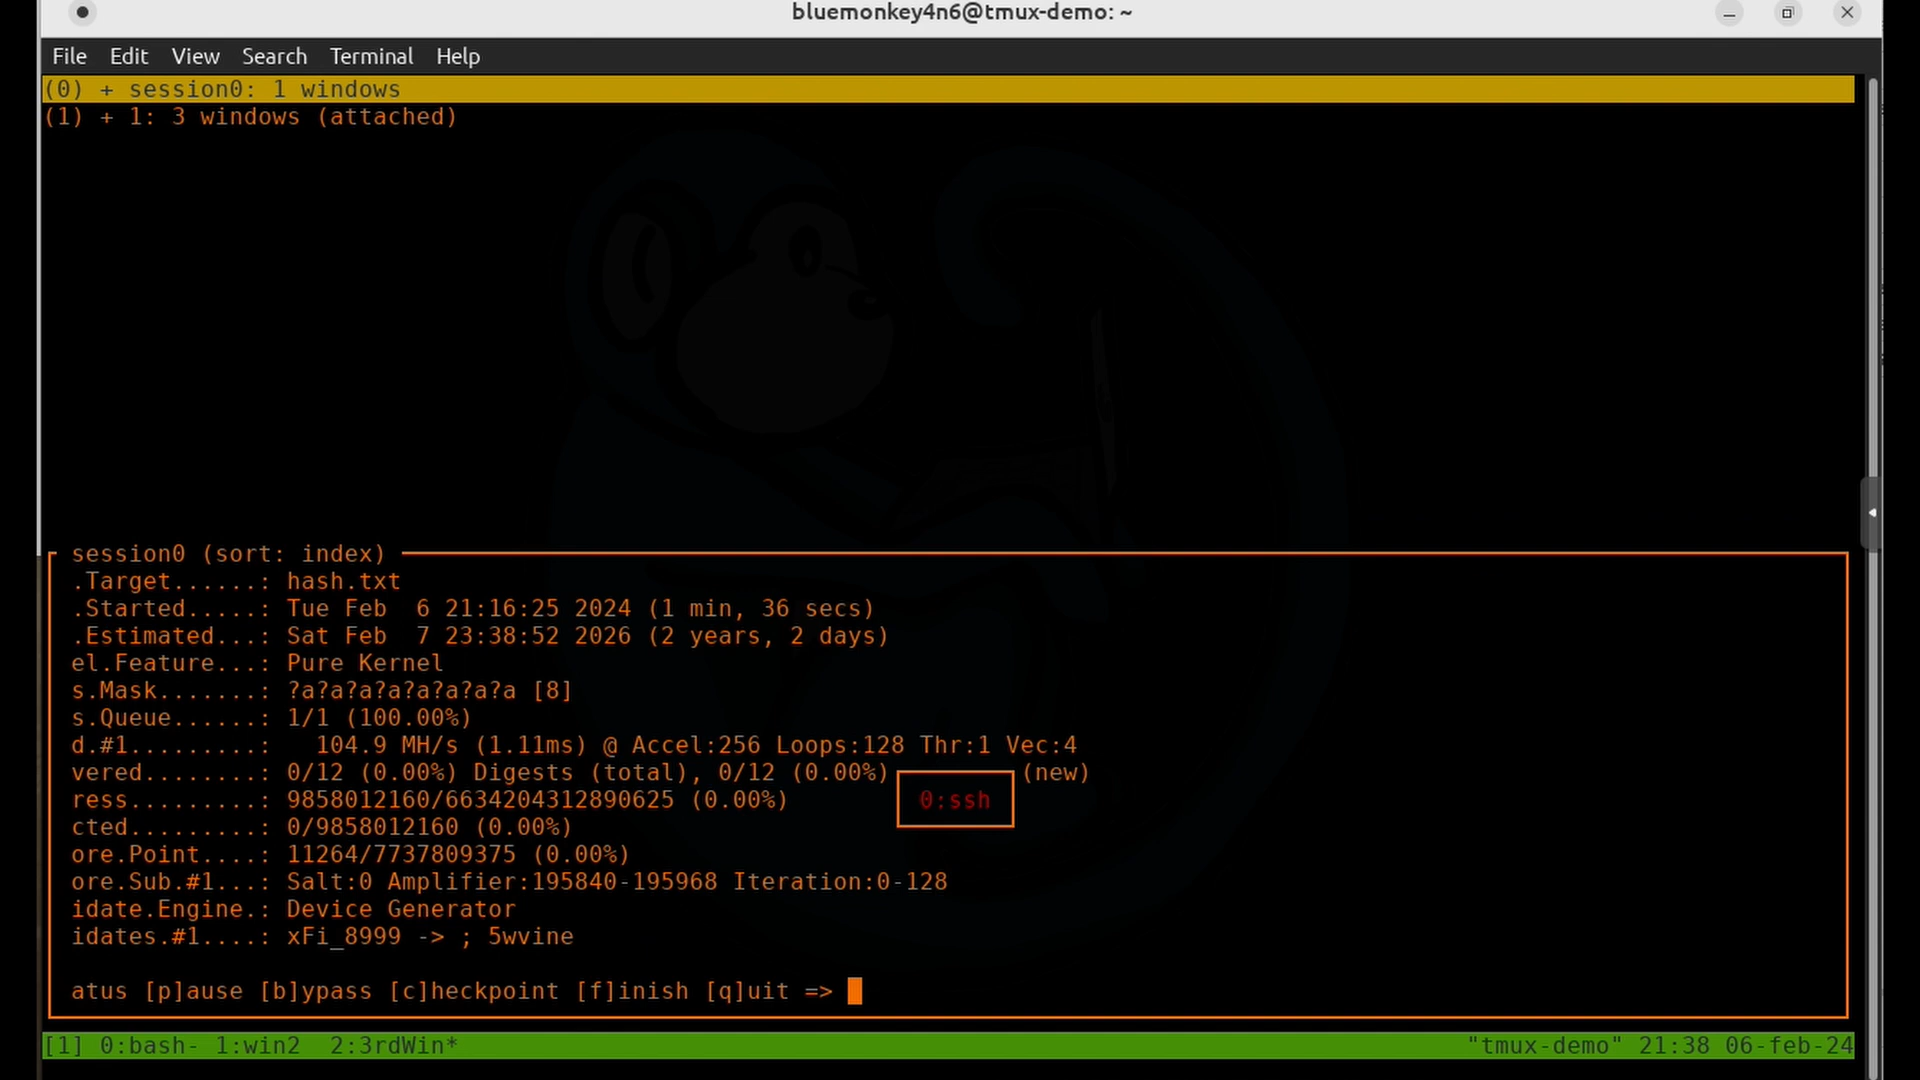 bluemonkey4n6@tmux-demo: ~
File Edit View Search Terminal Help
(0) + session0: 1 windows
(1) + 1: 3 windows (attached)
session0 (sort: index)
.Target......: hash.txt
.Started.....: Tue Feb  6 21:16:25 2024 (1 min, 36 secs)
.Estimated...: Sat Feb  7 23:38:52 2026 (2 years, 2 days)
el.Feature...: Pure Kernel
s.Mask.......: ?a?a?a?a?a?a?a?a [8]
s.Queue......: 1/1 (100.00%)
d.#1.........:   104.9 MH/s (1.11ms) @ Accel:256 Loops:128 Thr:1 Vec:4
vered........: 0/12 (0.00%) Digests (total), 0/12 (0.00%) (new)
ress.........: 9858012160/6634204312890625 (0.00%)
0:ssh
cted.........: 0/9858012160 (0.00%)
ore.Point....: 11264/7737809375 (0.00%)
ore.Sub.#1...: Salt:0 Amplifier:195840-195968 Iteration:0-128
idate.Engine.: Device Generator
idates.#1....: xFi_8999 -> ; 5wvine
atus [p]ause [b]ypass [c]heckpoint [f]inish [q]uit =>
[1] 0:bash- 1:win2  2:3rdWin* "tmux-demo" 21:38 06-feb-24